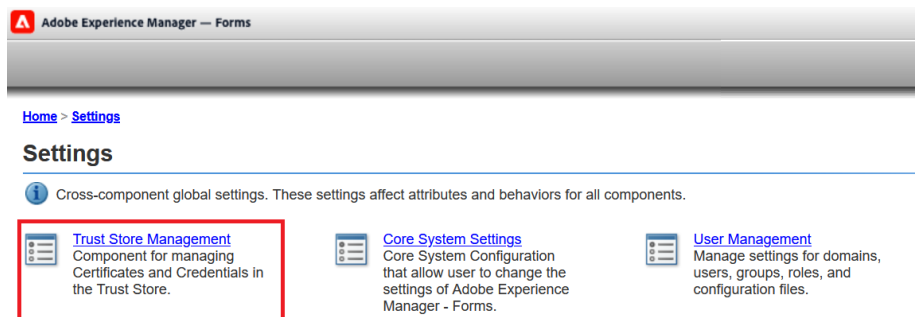 Adobe Experience Manager — Forms
Home > Settings
Settings
Cross-component global settings. These settings affect attributes and behaviors for all components.
Trust Store Management
Component for managing
Certificates and Credentials in
the Trust Store.
Core System Settings
Core System Configuration
that allow user to change the
settings of Adobe Experience
Manager - Forms.
User Management
Manage settings for domains,
users, groups, roles, and
configuration files.